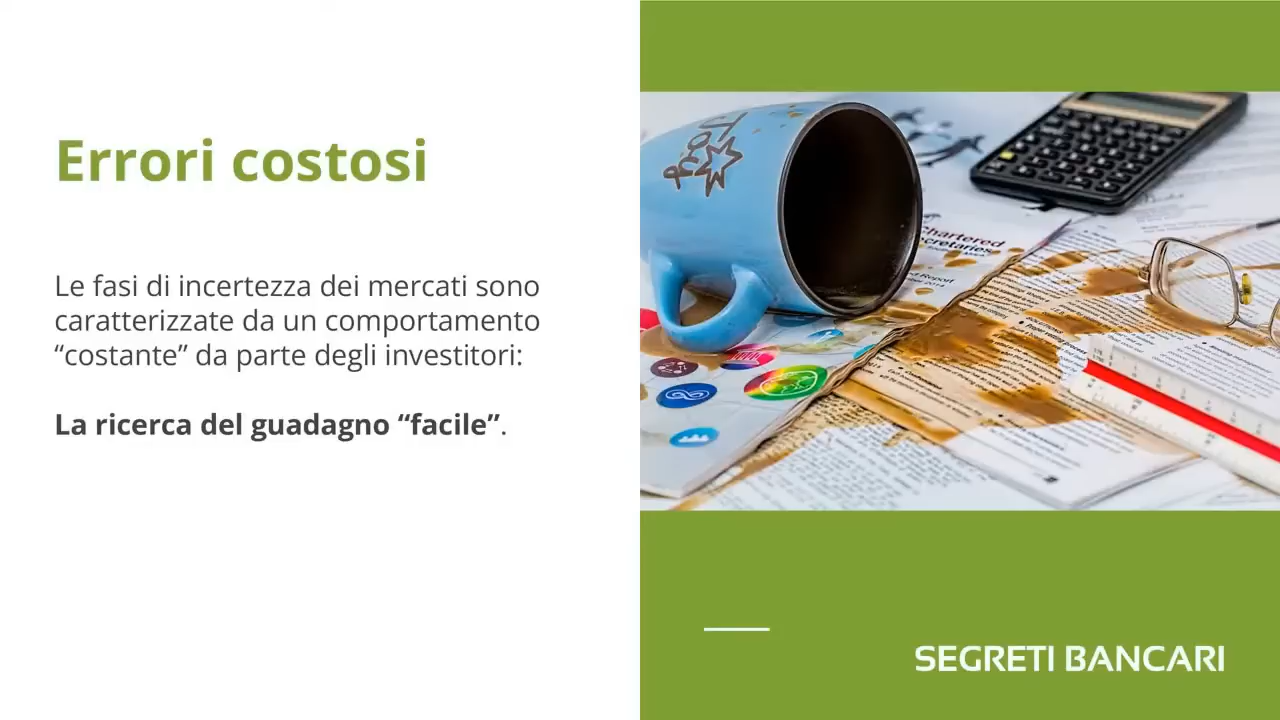 Errori costosi
Le fasi di incertezza dei mercati sono
caratterizzate da un comportamento
“costante” da parte degli investitori:
La ricerca del guadagno “facile”.
chartered
SEGRETI BANCARI